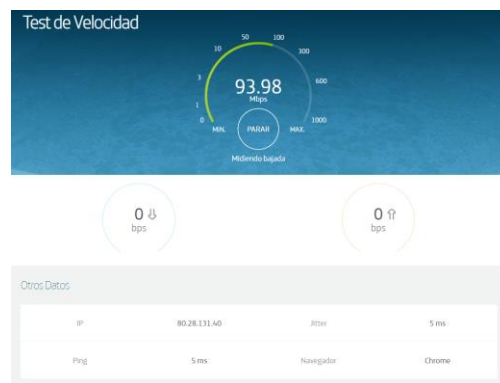 Test de Velocidad
50
100
10
300
3
93.98
600
Mbps
1
0
1000
MIN.
PARAR
MAX.
Midiendo bajada
0
0
bps
bps
Otros Datos
IP 80.28.131.40 Jitter 5 ms
Ping 5 ms Navegador Chrome